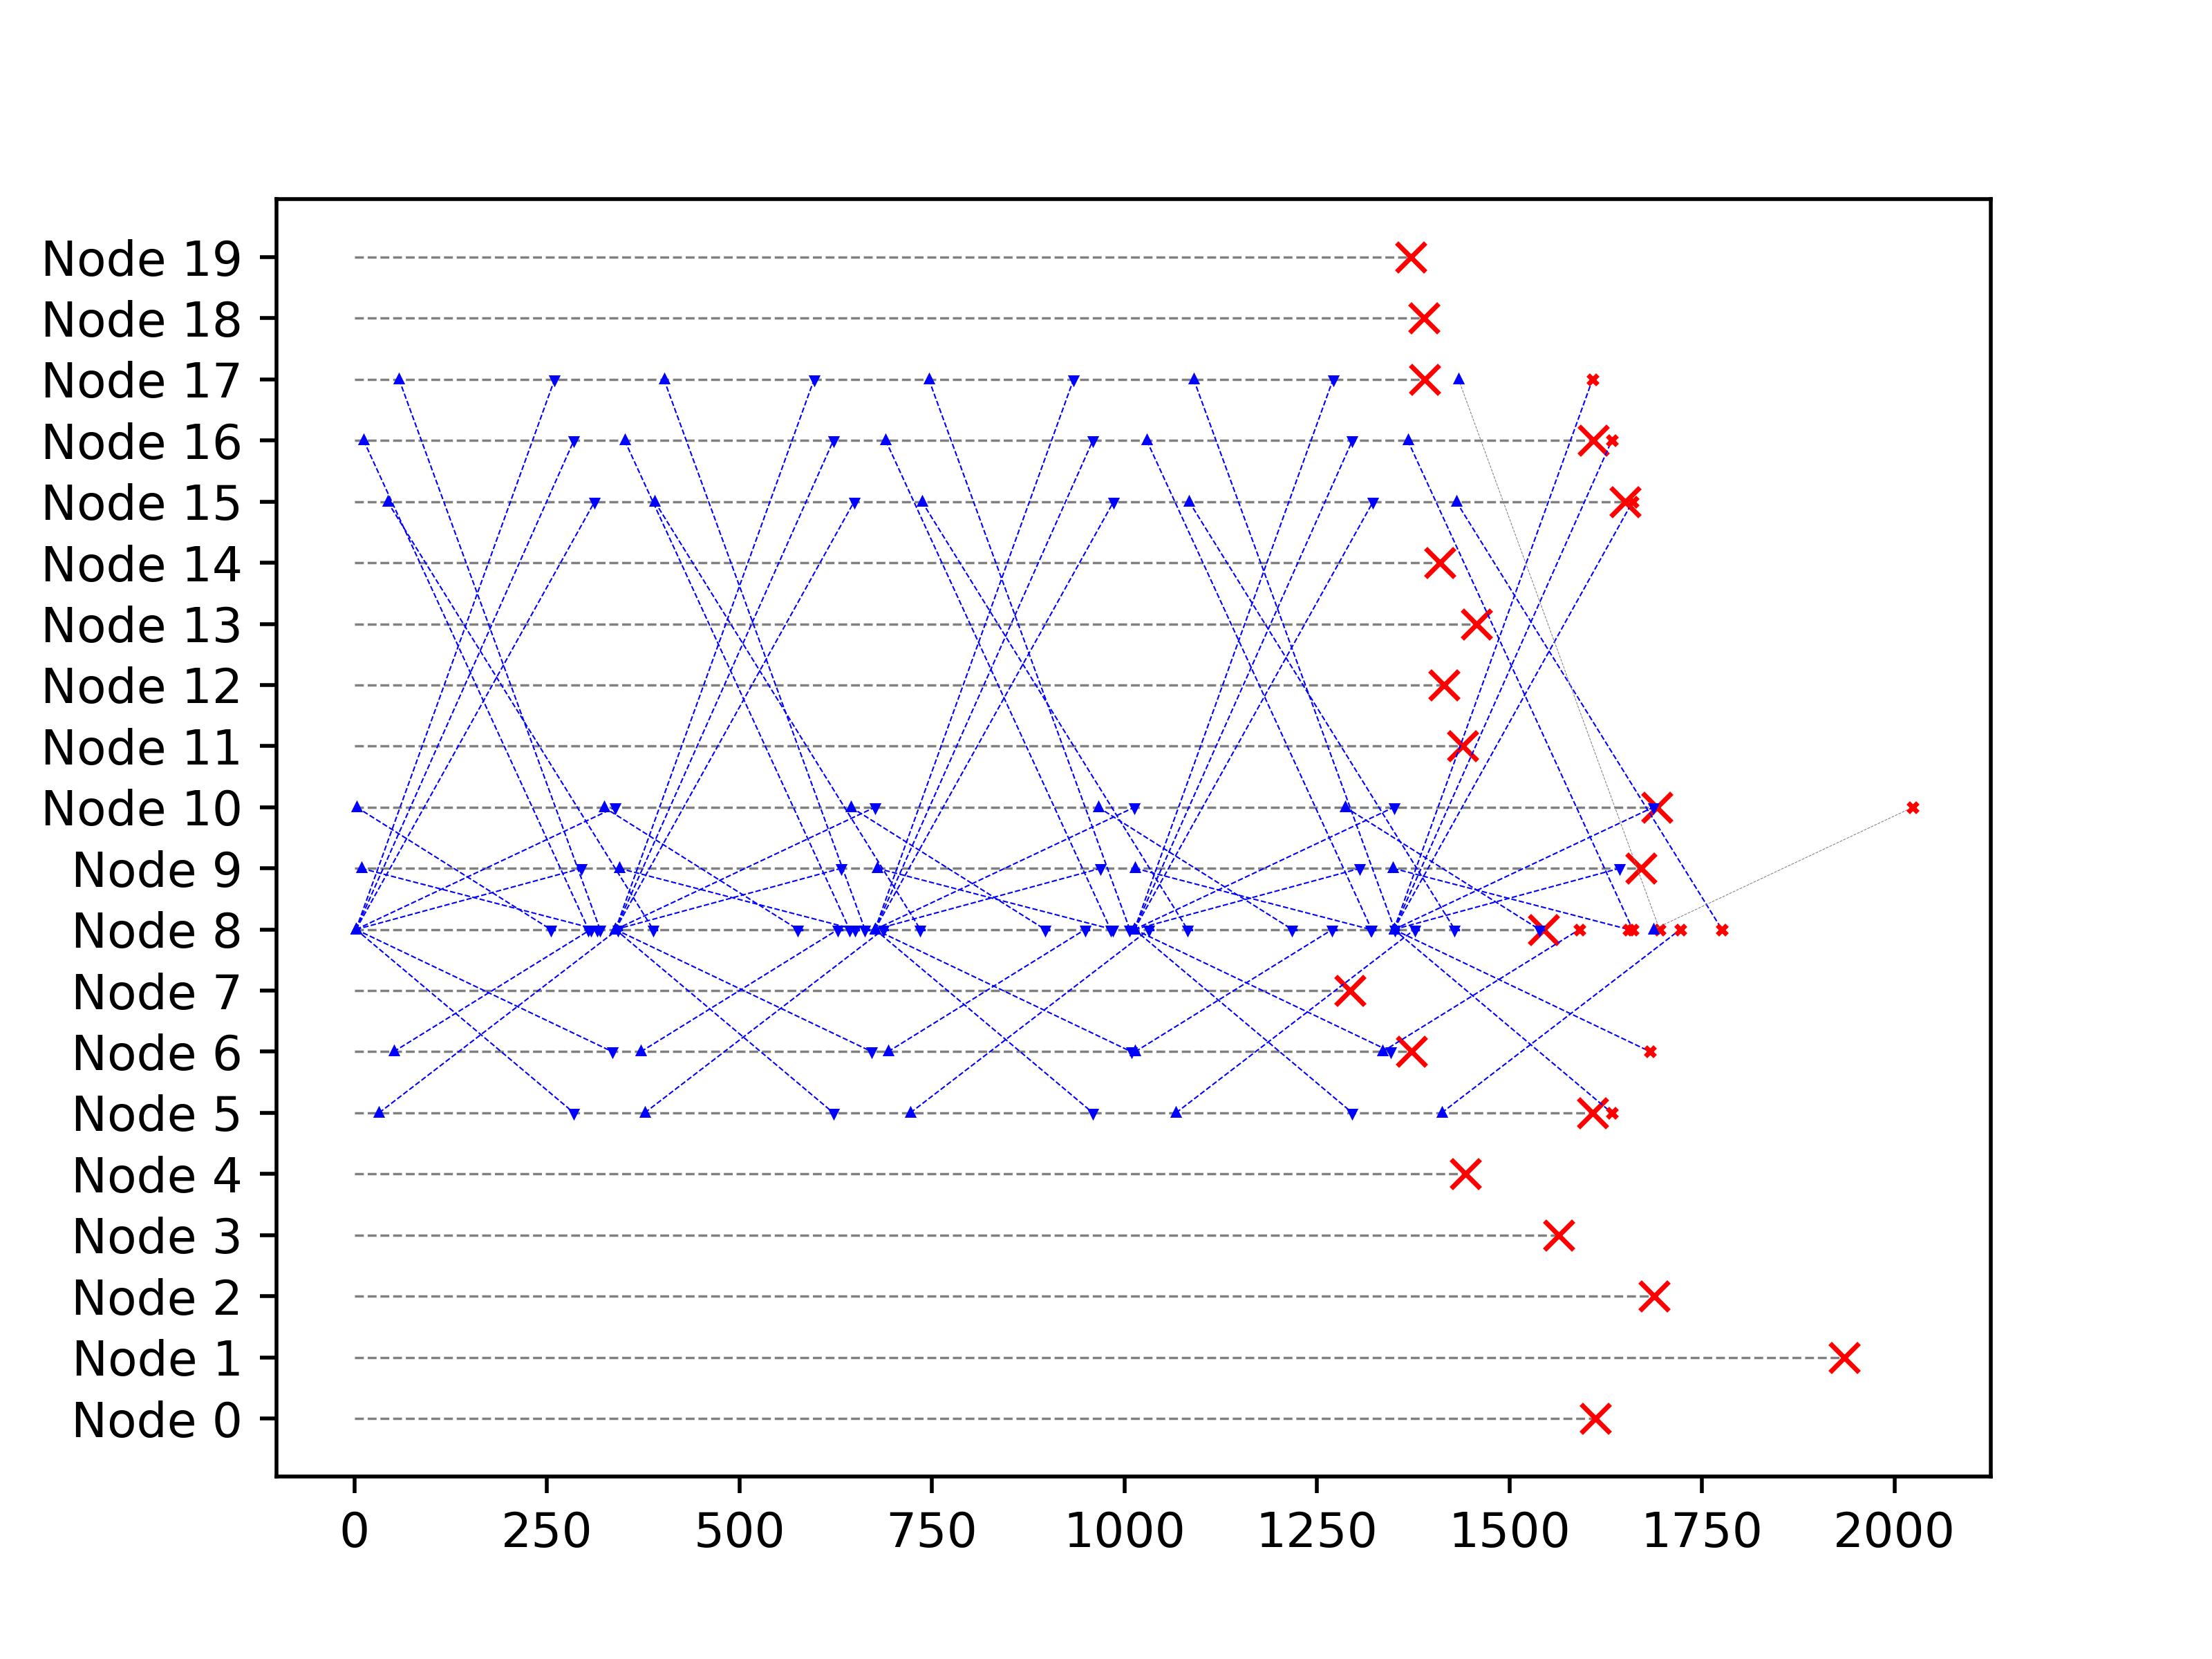 Node 19
Node 18
Node 17
Node 16
Node 15
Node 14
Node 13
Node 12
Node 11
Node 10
Node 9
Node 8
Node 7
Node 6
Node 5
Node 4
Node 3
Node 2
Node 1
Node 0
0 250 500 750 1000 1250 1500 1750 2000